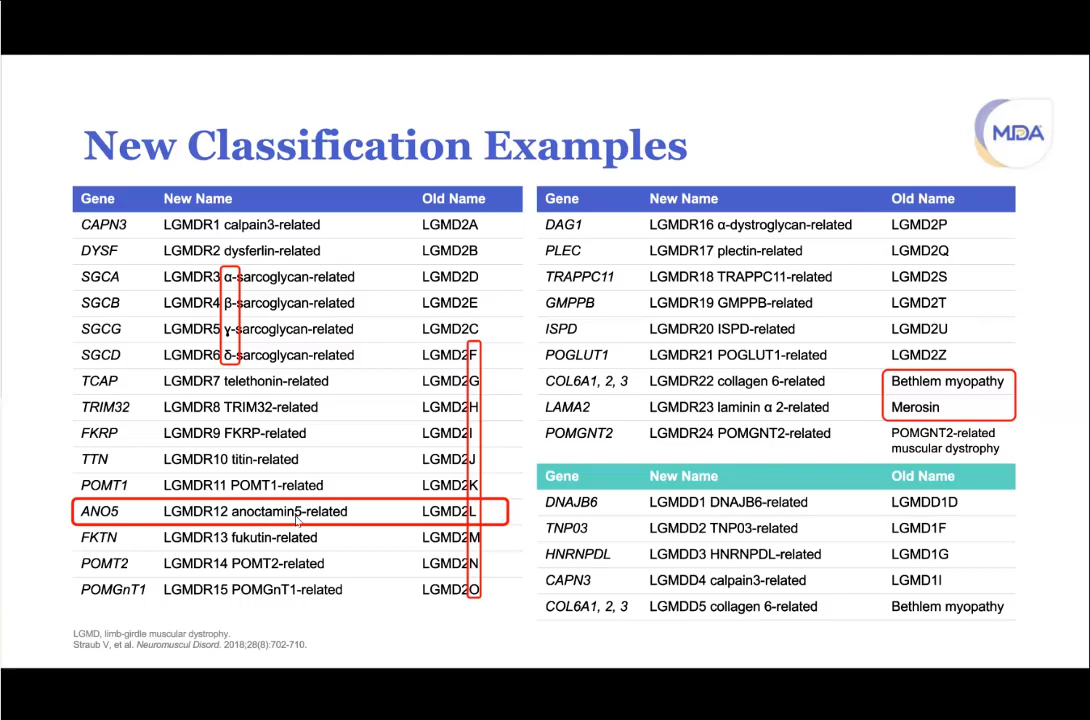 New Classification Examples
MDA
Gene New Name Old Name
CAPN3 LGMDR1 calpain3-related LGMD2A
DYSF LGMDR2 dysferlin-related LGMD2B
SGCA LGMDR3 α-sarcoglycan-related LGMD2D
SGCB LGMDR4 β-sarcoglycan-related LGMD2E
SGCG LGMDR5 γ-sarcoglycan-related LGMD2C
SGCD LGMDR6 δ-sarcoglycan-related LGMD2F
TCAP LGMDR7 telethonin-related LGMD2G
TRIM32 LGMDR8 TRIM32-related LGMD2H
FKRP LGMDR9 FKRP-related LGMD2I
TTN LGMDR10 titin-related LGMD2J
POMT1 LGMDR11 POMT1-related LGMD2K
ANO5 LGMDR12 anoctamin5-related LGMD2L
FKTN LGMDR13 fukutin-related LGMD2M
POMT2 LGMDR14 POMT2-related LGMD2N
POMGnT1 LGMDR15 POMGnT1-related LGMD2O
Gene New Name Old Name
DAG1 LGMDR16 α-dystroglycan-related LGMD2P
PLEC LGMDR17 plectin-related LGMD2Q
TRAPPC11 LGMDR18 TRAPPC11-related LGMD2S
GMPPB LGMDR19 GMPPB-related LGMD2T
ISPD LGMDR20 ISPD-related LGMD2U
POGLUT1 LGMDR21 POGLUT1-related LGMD2Z
COL6A1, 2, 3 LGMDR22 collagen 6-related Bethlem myopathy
LAMA2 LGMDR23 laminin α 2-related Merosin
POMGNT2 LGMDR24 POMGNT2-related POMGNT2-related
muscular dystrophy
Gene New Name Old Name
DNAJB6 LGMDD1 DNAJB6-related LGMDD1D
TNP03 LGMDD2 TNP03-related LGMD1F
HNRNPDL LGMDD3 HNRNPDL-related LGMD1G
CAPN3 LGMDD4 calpain3-related LGMD1I
COL6A1, 2, 3 LGMDD5 collagen 6-related Bethlem myopathy
LGMD, limb-girdle muscular dystrophy.
Straub V, et al. Neuromuscul Disord. 2018;28(8):702-710.